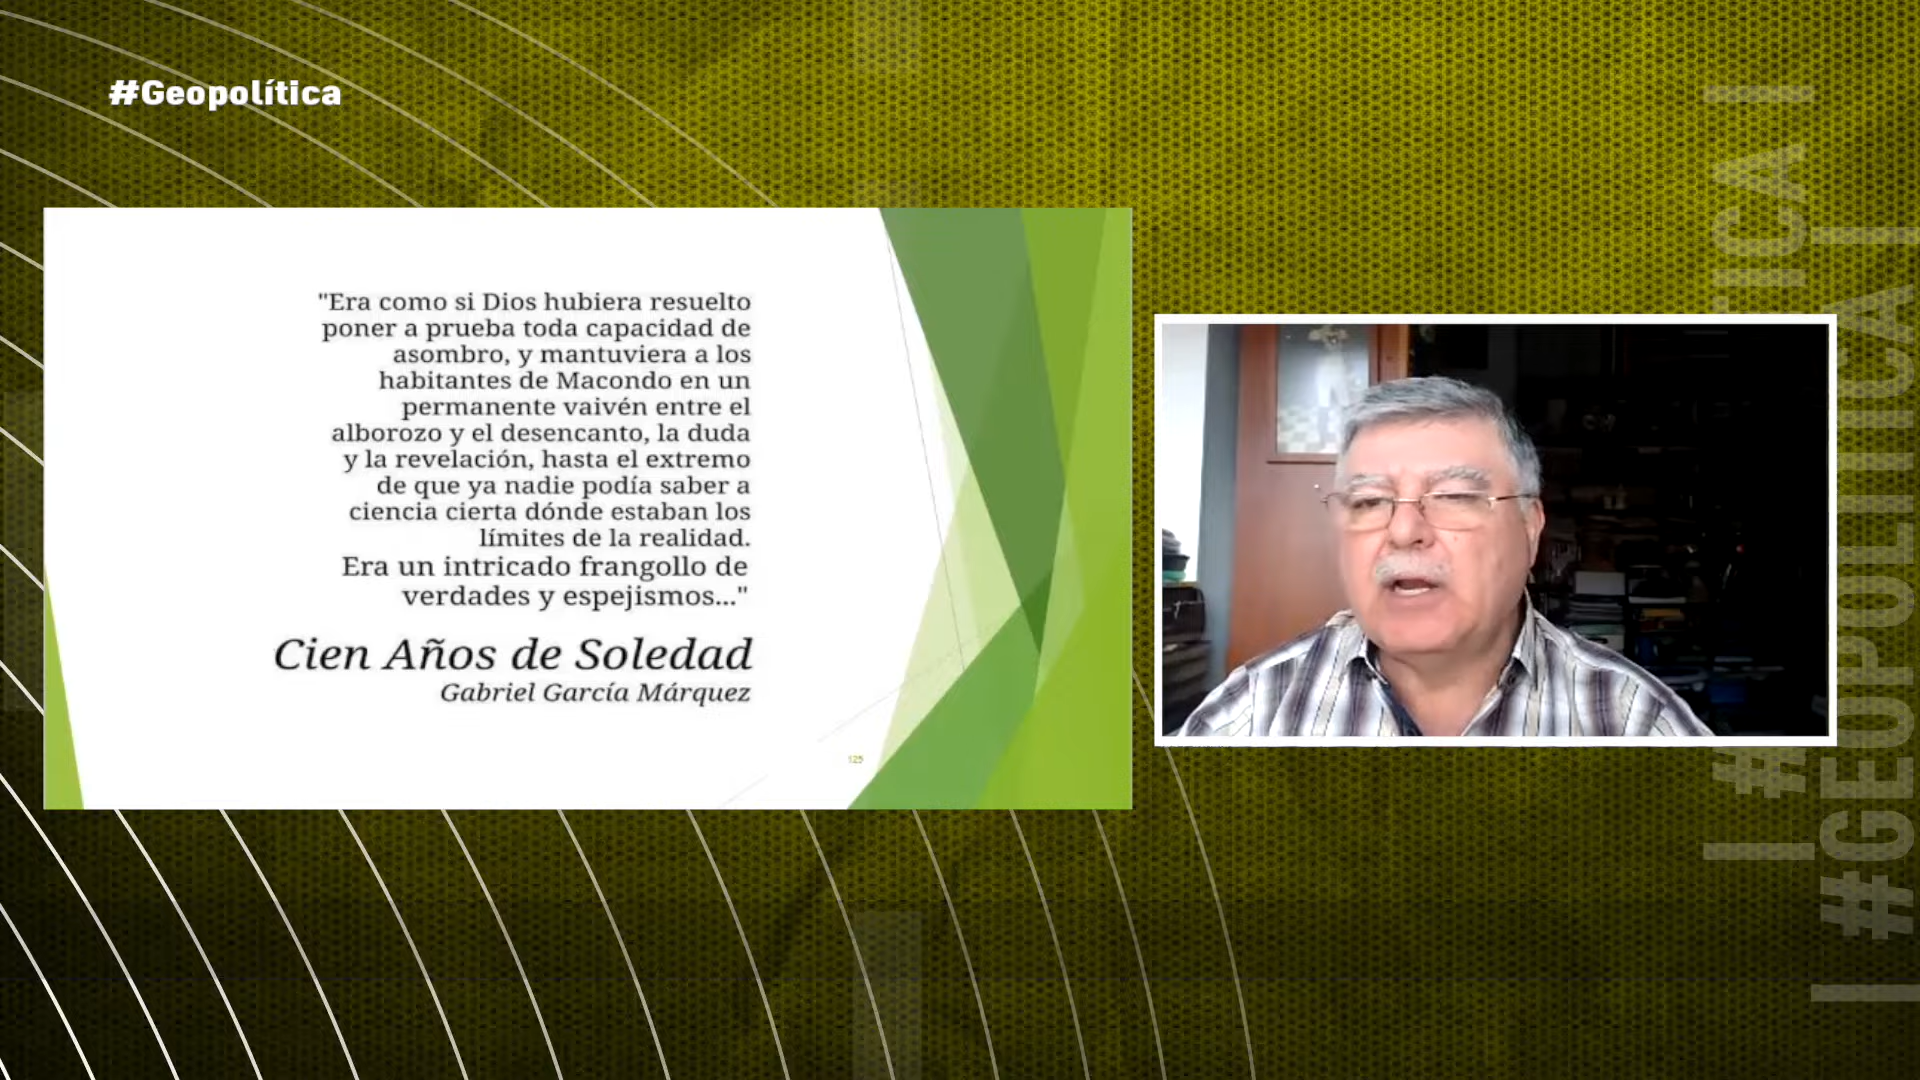 #Geopolítica
"Era como si Dios hubiera resuelto
poner a prueba toda capacidad de
asombro, y mantuviera a los
habitantes de Macondo en un
permanente vaivén entre el
alborozo y el desencanto, la duda
y la revelación, hasta el extremo
de que ya nadie podía saber a
ciencia cierta dónde estaban los
límites de la realidad.
Era un intricado frangollo de
verdades y espejismos..."
Cien Años de Soledad
Gabriel García Márquez
125
TICA |
| #
| #GEOPOLITICA |